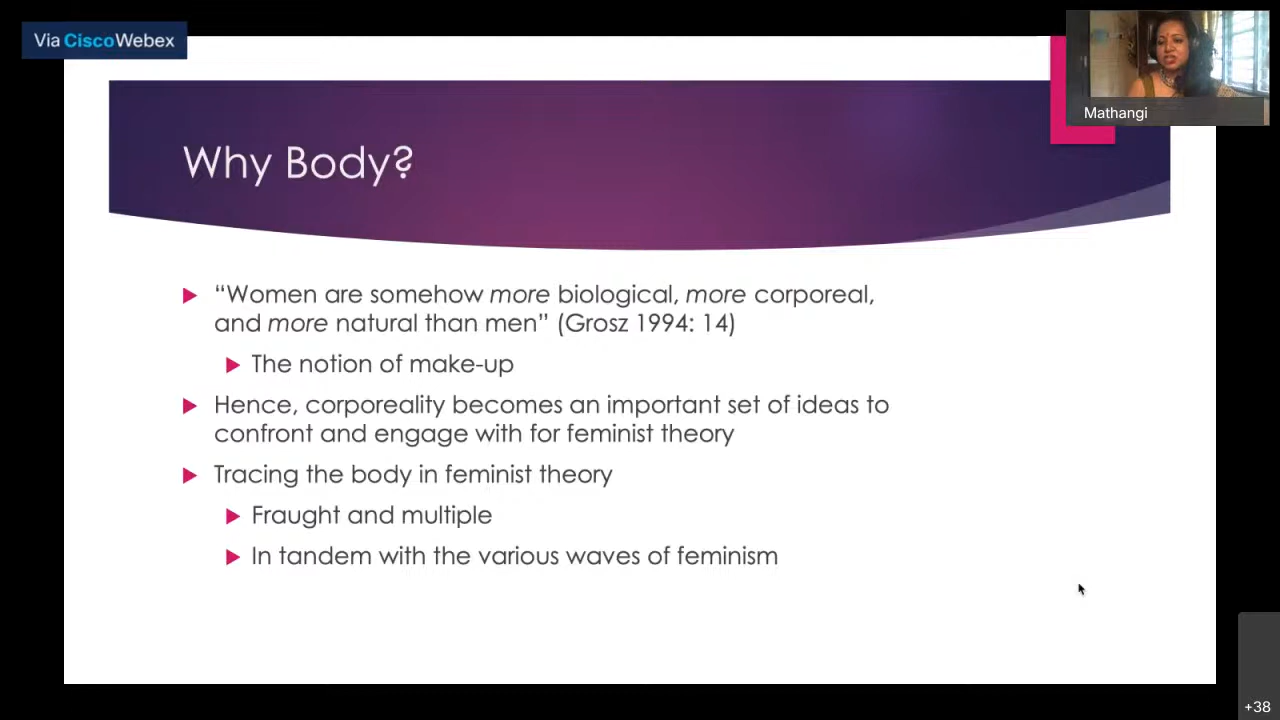 Via CiscoWebex
Mathangi
Why Body?
“Women are somehow more biological, more corporeal,
and more natural than men” (Grosz 1994: 14)
The notion of make-up
Hence, corporeality becomes an important set of ideas to
confront and engage with for feminist theory
Tracing the body in feminist theory
Fraught and multiple
In tandem with the various waves of feminism
+38